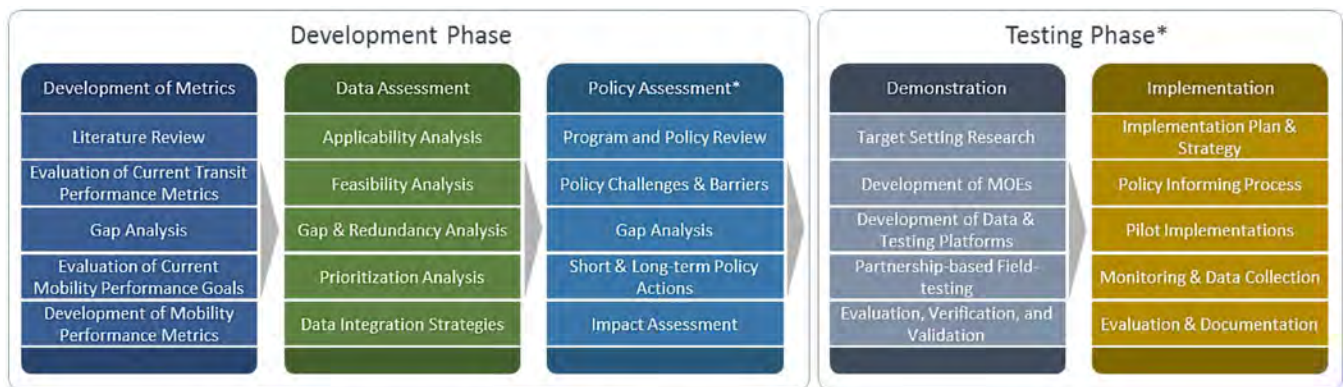 Development Phase
Testing Phase*
Development of Metrics
Literature Review
Evaluation of Current Transit
Performance Metrics
Gap Analysis
Evaluation of Current
Mobility Performance Goals
Development of Mobility
Performance Metrics
Data Assessment
Applicability Analysis
Feasibility Analysis
Gap & Redundancy Analysis
Prioritization Analysis
Data Integration Strategies
Policy Assessment*
Program and Policy Review
Policy Challenges & Barriers
Gap Analysis
Short & Long-term Policy
Actions
Impact Assessment
Demonstration
Target Setting Research
Development of MOEs
Development of Data &
Testing Platforms
Partnership-based Field-
testing
Evaluation, Verification, and
Validation
Implementation
Implementation Plan &
Strategy
Policy Informing Process
Pilot Implementations
Monitoring & Data Collection
Evaluation & Documentation